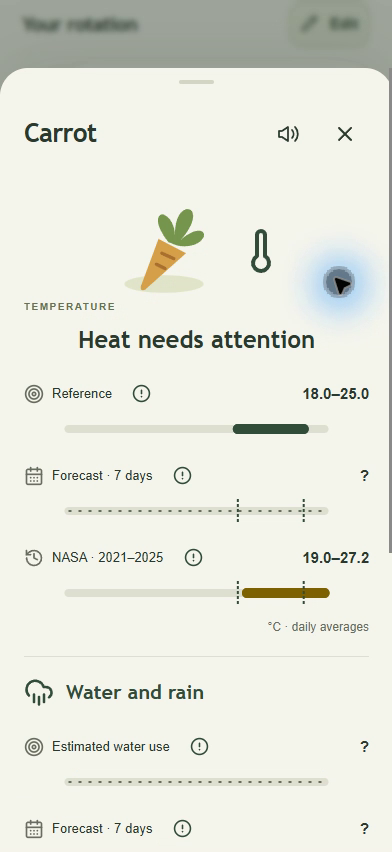 Your rotation
Edit
Carrot
TEMPERATURE
Heat needs attention
Reference 18.0–25.0
Forecast · 7 days ?
NASA · 2021–2025 19.0–27.2
°C · daily averages
Water and rain
Estimated water use ?
Forecast · 7 days ?